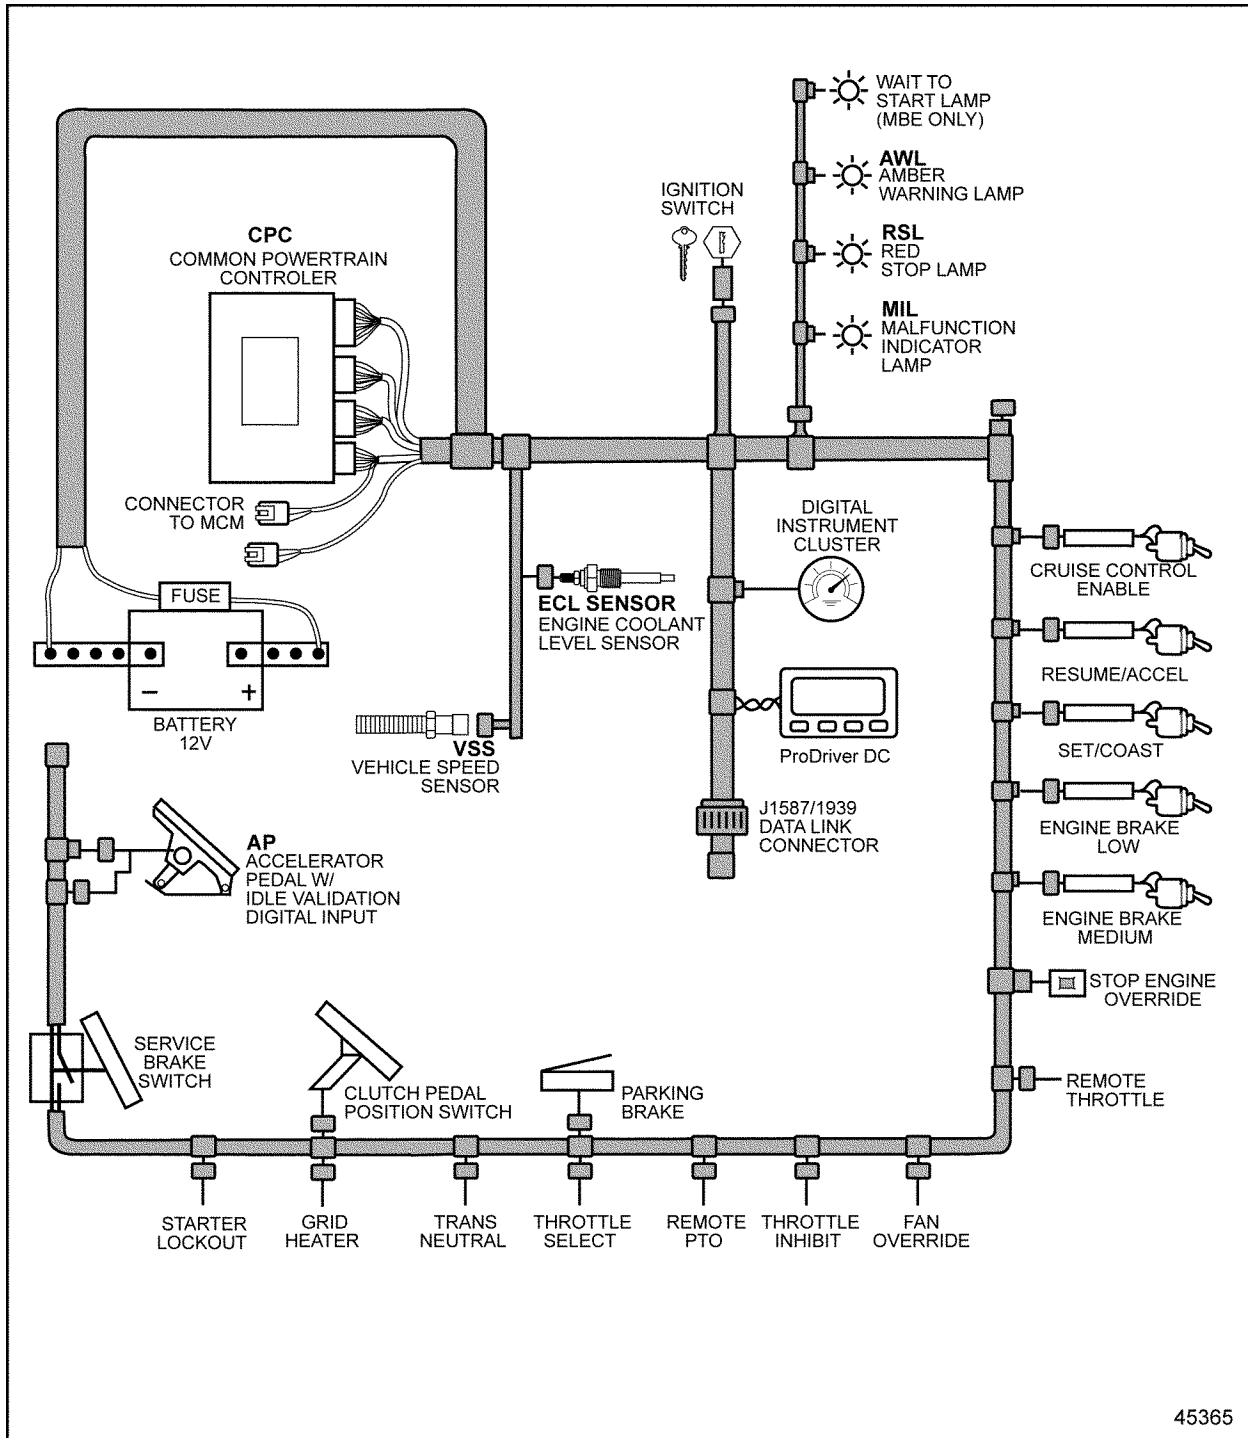 WAIT TO
START LAMP
(MBE ONLY)
AWL
AMBER
WARNING LAMP
IGNITION
SWITCH
RSL
RED
STOP LAMP
MIL
MALFUNCTION
INDICATOR
LAMP
CPC
COMMON POWERTRAIN
CONTROLER
CONNECTOR
TO MCM
FUSE
BATTERY
12V
−
+
ECL SENSOR
ENGINE COOLANT
LEVEL SENSOR
VSS
VEHICLE SPEED
SENSOR
DIGITAL
INSTRUMENT
CLUSTER
ProDriver DC
J1587/1939
DATA LINK
CONNECTOR
CRUISE CONTROL
ENABLE
RESUME/ACCEL
SET/COAST
ENGINE BRAKE
LOW
ENGINE BRAKE
MEDIUM
STOP ENGINE
OVERRIDE
REMOTE
THROTTLE
AP
ACCELERATOR
PEDAL W/
IDLE VALIDATION
DIGITAL INPUT
SERVICE
BRAKE
SWITCH
CLUTCH PEDAL
POSITION SWITCH
PARKING
BRAKE
STARTER
LOCKOUT
GRID
HEATER
TRANS
NEUTRAL
THROTTLE
SELECT
REMOTE
PTO
THROTTLE
INHIBIT
FAN
OVERRIDE
45365